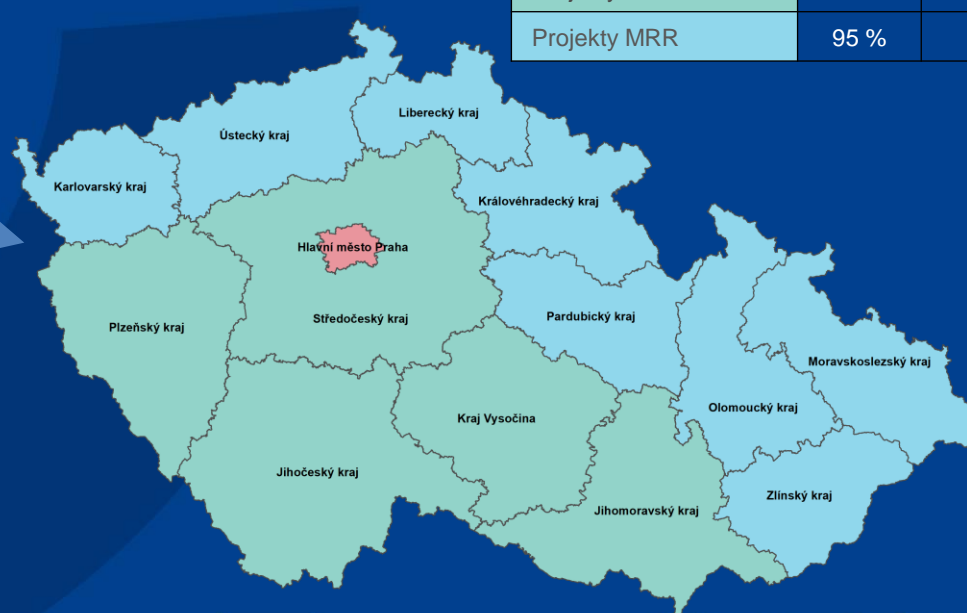 Projekty MRR 95 %
Liberecký kraj
Ústecký kraj
Karlovarský kraj
Královéhradecký kraj
Hlavní město Praha
Středočeský kraj
Pardubický kraj
Plzeňský kraj
Moravskoslezský kraj
Olomoucký kraj
Kraj Vysočina
Jihočeský kraj
Zlínský kraj
Jihomoravský kraj